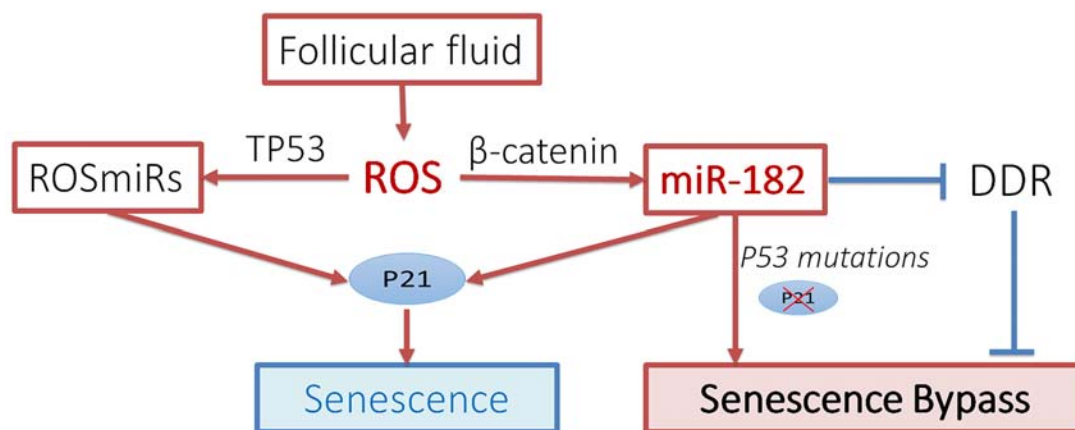 Follicular fluid
TP53
β-catenin
ROSmiRs
ROS
miR-182
DDR
P53 mutations
P21
P21
Senescence
Senescence Bypass